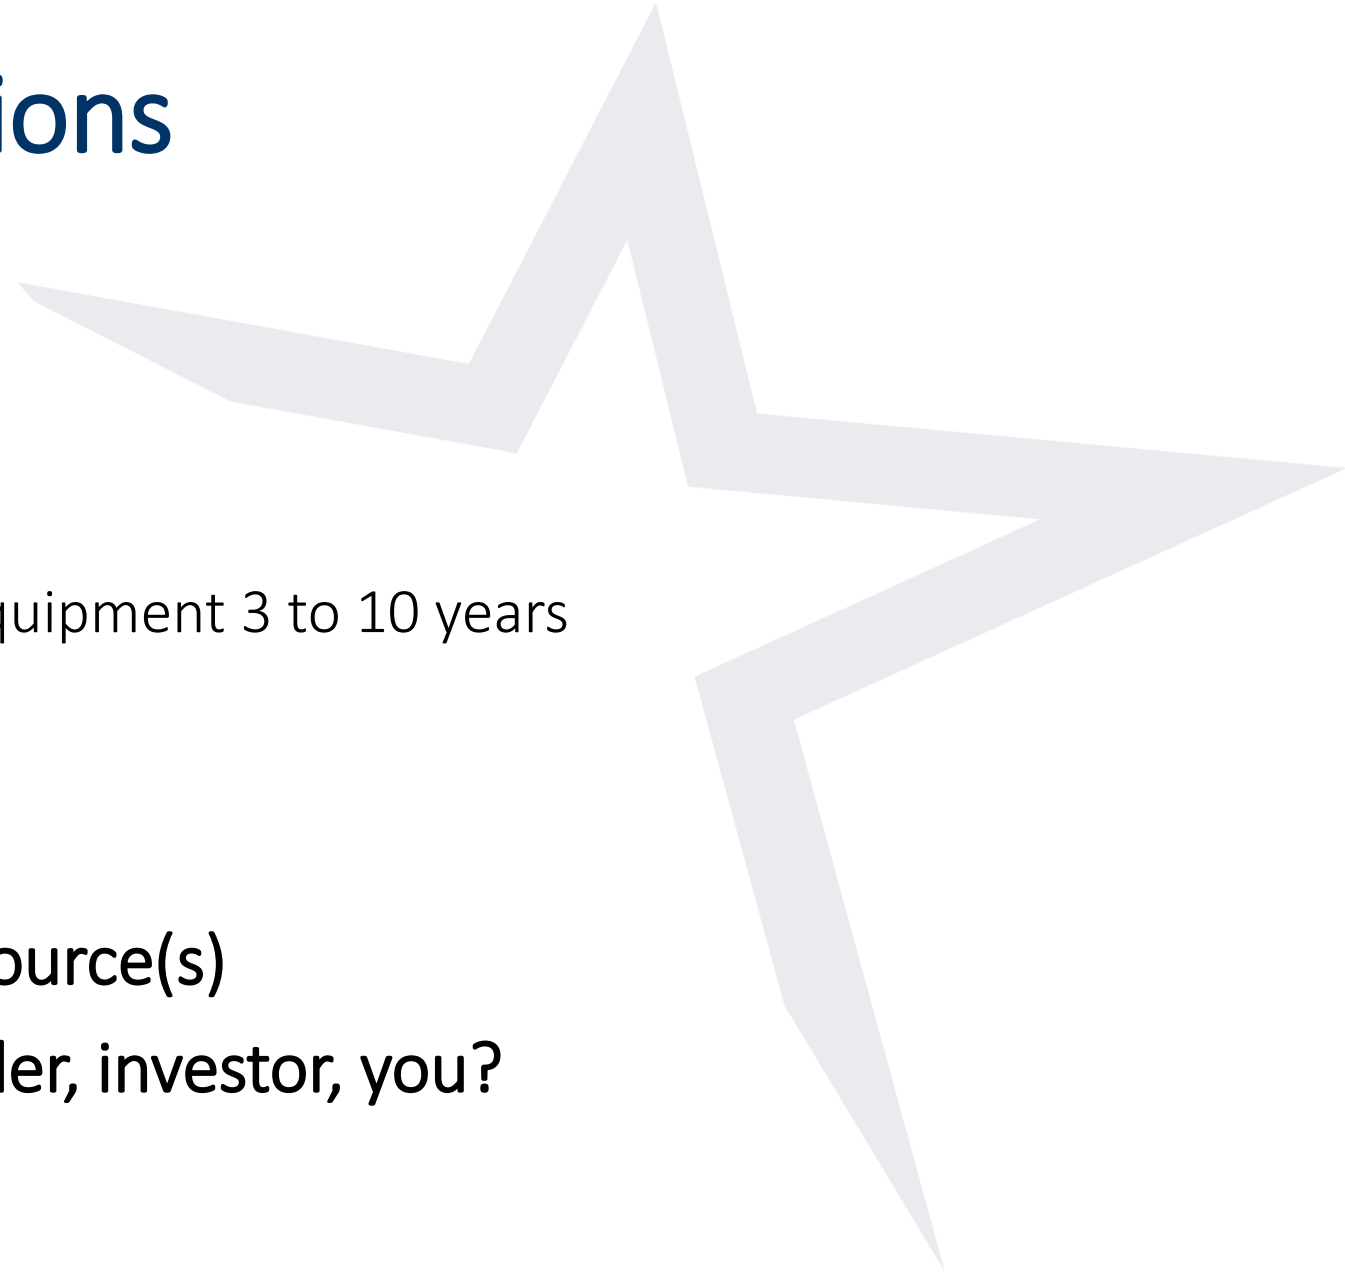 ions
quipment 3 to 10 years
ource(s)
der, investor, you?